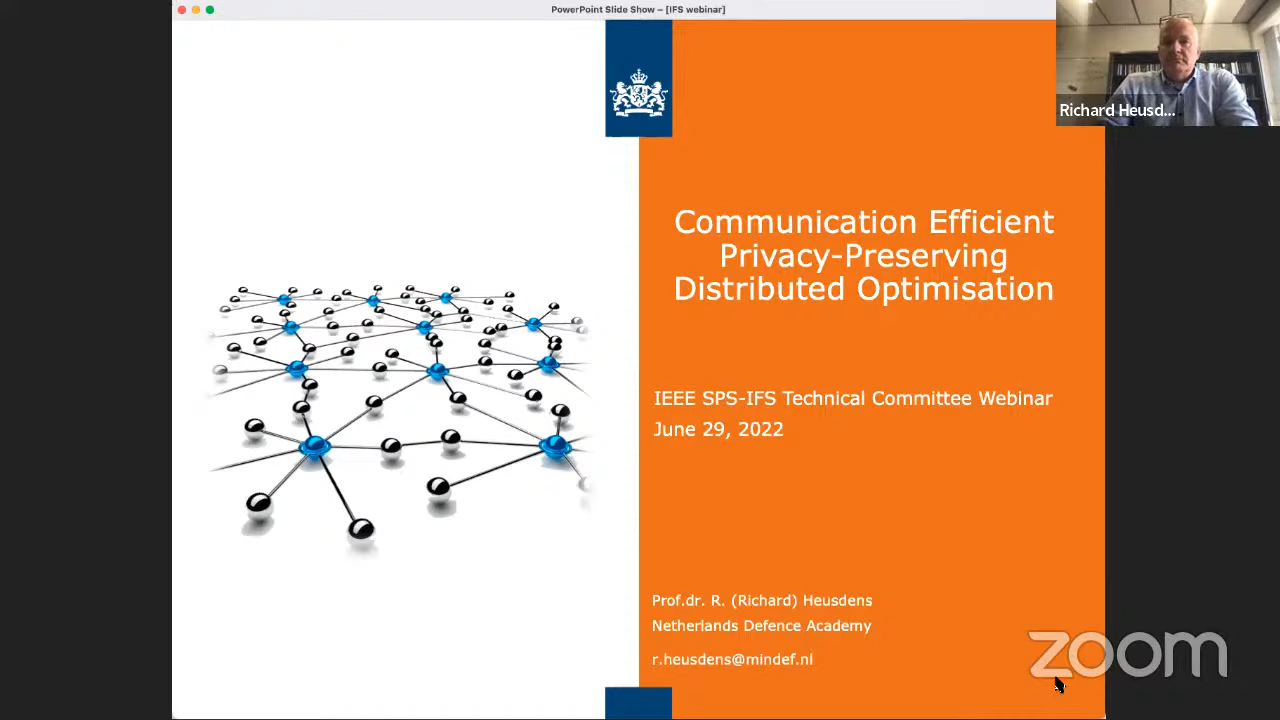 PowerPoint Slide Show – [IFS webinar]
Richard Heusd...
Communication Efficient
Privacy-Preserving
Distributed Optimisation
IEEE SPS-IFS Technical Committee Webinar
June 29, 2022
Prof.dr. R. (Richard) Heusdens
Netherlands Defence Academy
r.heusdens@mindef.nl
zoom